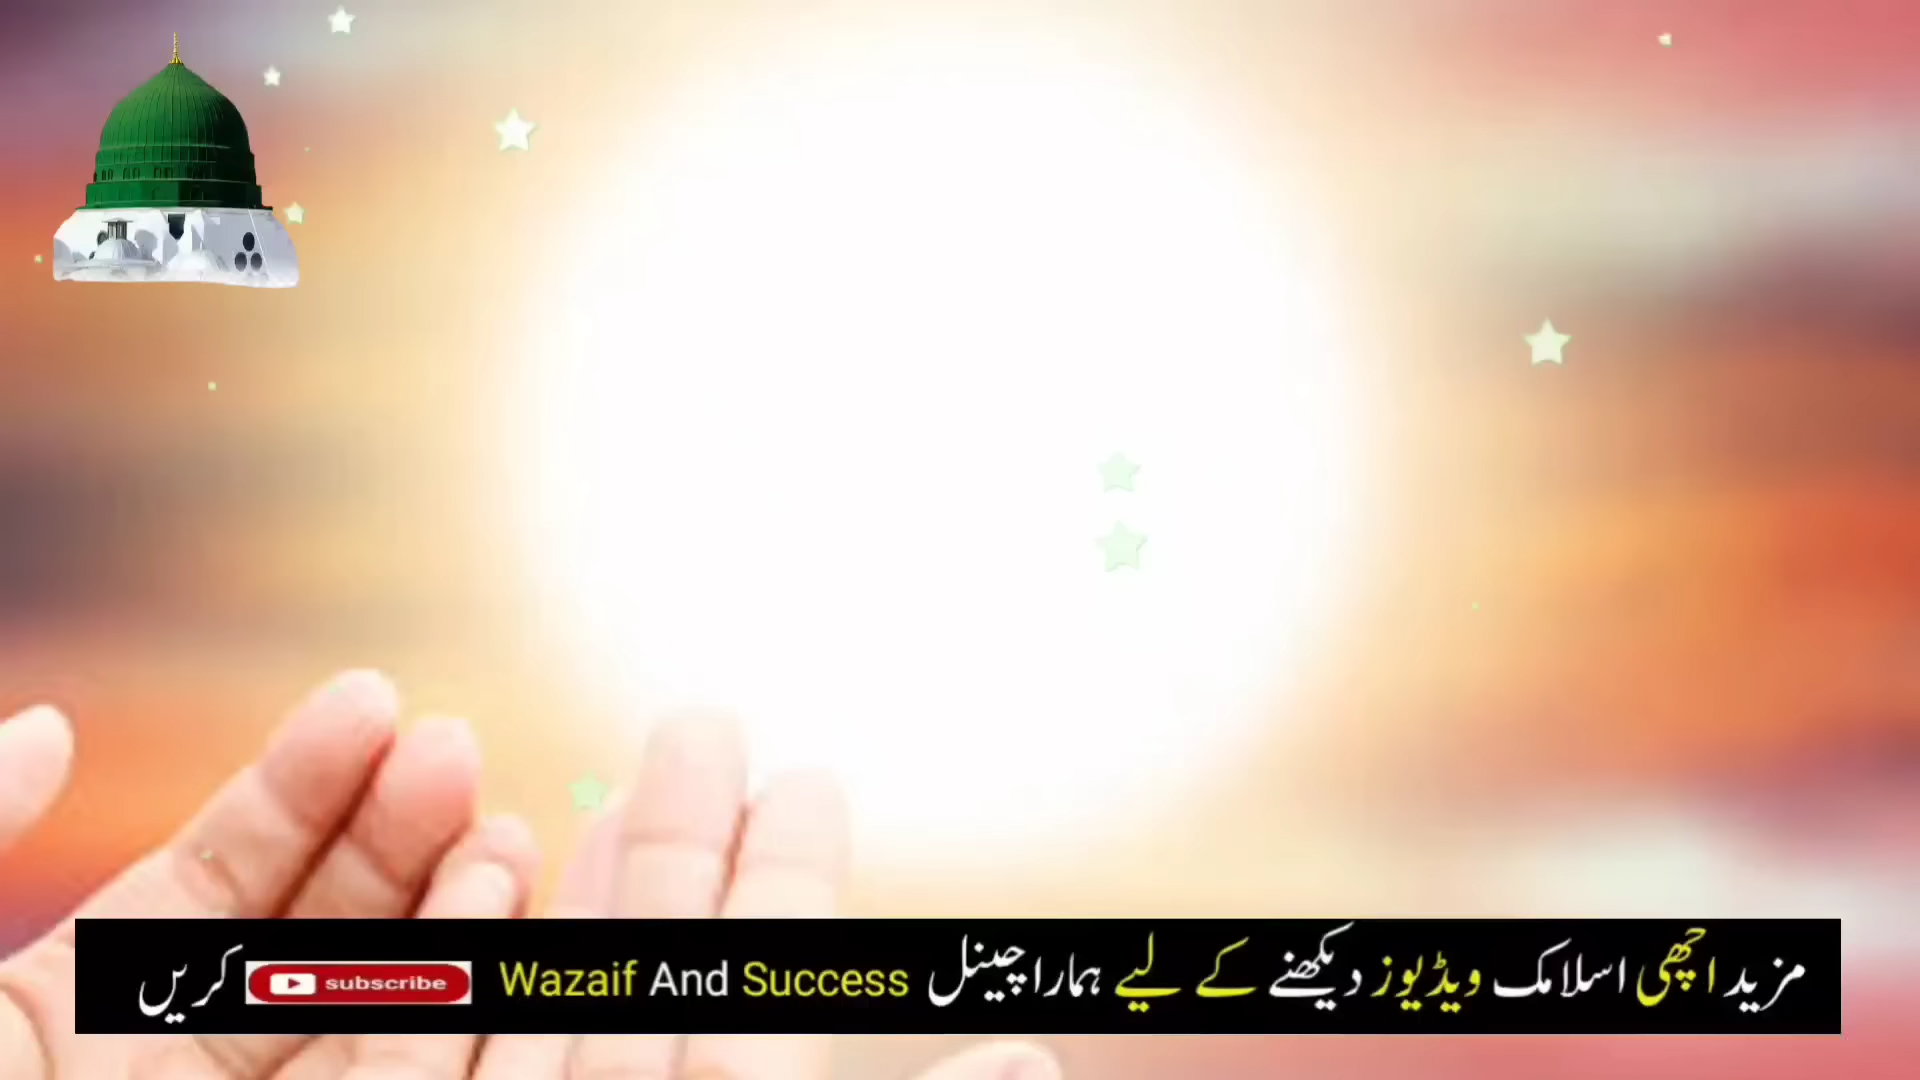 مزید اچھی اسلامک ویڈیوز دیکھنے کے لیے ہمارا چینل Wazaif And Success subscribe کریں